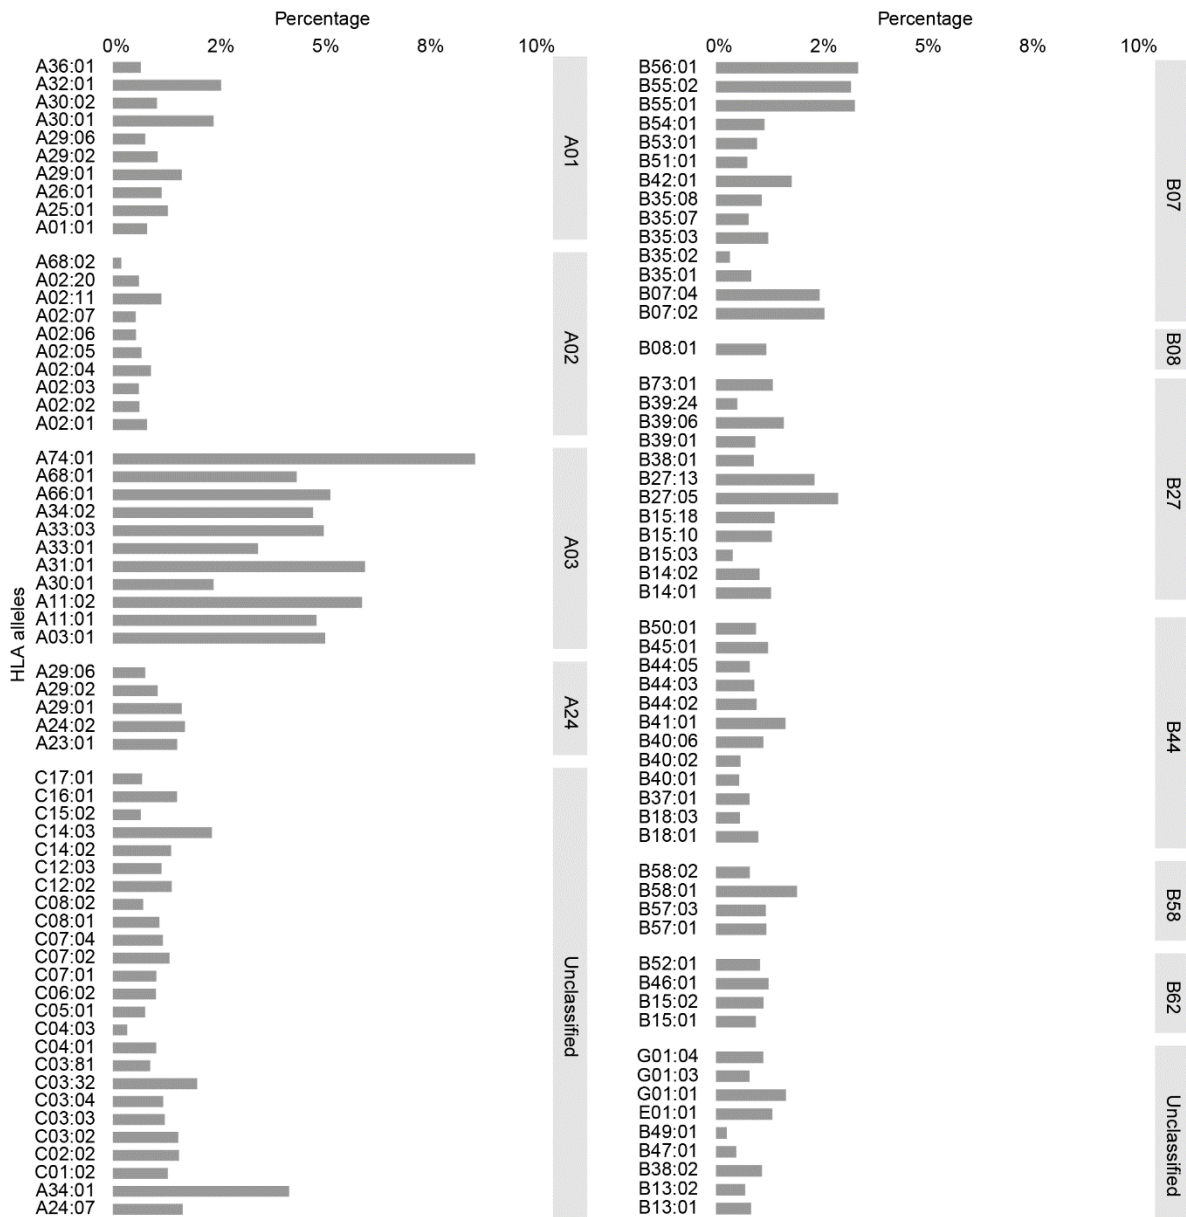 Percentage
0% 2% 5% 8% 10%
HLA alleles
A36:01
A32:01
A30:02
A30:01
A29:06
A29:02
A29:01
A26:01
A25:01
A01:01
A01
A68:02
A02:20
A02:11
A02:07
A02:06
A02:05
A02:04
A02:03
A02:02
A02:01
A02
A74:01
A68:01
A66:01
A34:02
A33:03
A33:01
A31:01
A30:01
A11:02
A11:01
A03:01
A03
A29:06
A29:02
A29:01
A24:02
A23:01
A24
C17:01
C16:01
C15:02
C14:03
C14:02
C12:03
C12:02
C08:02
C08:01
C07:04
C07:02
C07:01
C06:02
C05:01
C04:03
C04:01
C03:81
C03:32
C03:04
C03:03
C03:02
C02:02
C01:02
A34:01
A24:07
Unclassified
Percentage
0% 2% 5% 8% 10%
B56:01
B55:02
B55:01
B54:01
B53:01
B51:01
B42:01
B35:08
B35:07
B35:03
B35:02
B35:01
B07:04
B07:02
B07
B08:01
B08
B73:01
B39:24
B39:06
B39:01
B38:01
B27:13
B27:05
B15:18
B15:10
B15:03
B14:02
B14:01
B27
B50:01
B45:01
B44:05
B44:03
B44:02
B41:01
B40:06
B40:02
B40:01
B37:01
B18:03
B18:01
B44
B58:02
B58:01
B57:03
B57:01
B58
B52:01
B46:01
B15:02
B15:01
B62
G01:04
G01:03
G01:01
E01:01
B49:01
B47:01
B38:02
B13:02
B13:01
Unclassified